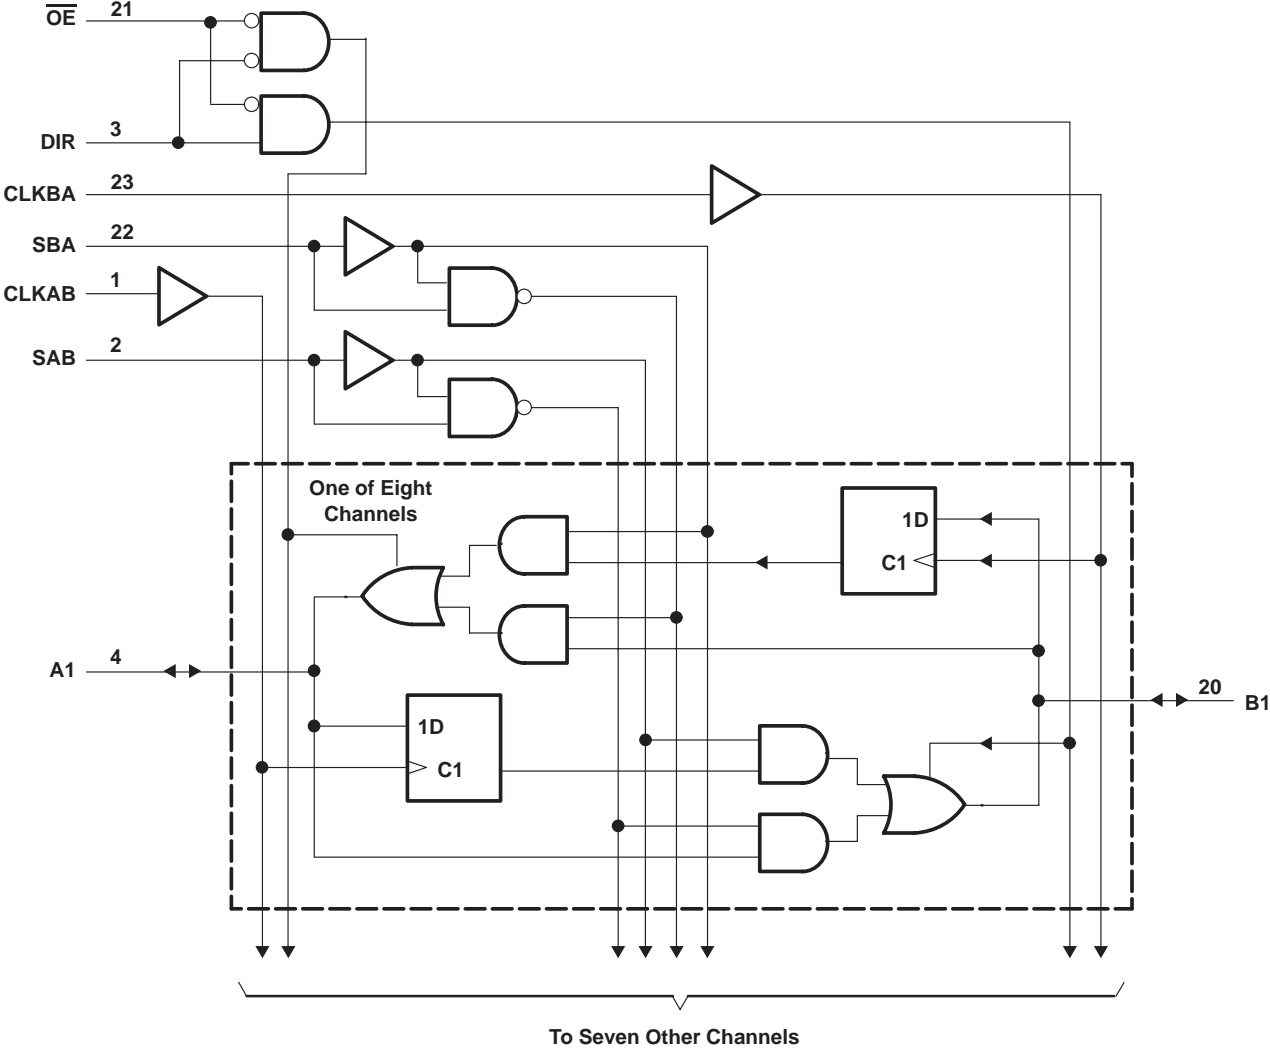 OE 21
DIR 3
CLKBA 23
SBA 22
CLKAB 1
SAB 2
One of Eight
Channels
1D
C1
A1 4
1D
C1
20 B1
To Seven Other Channels